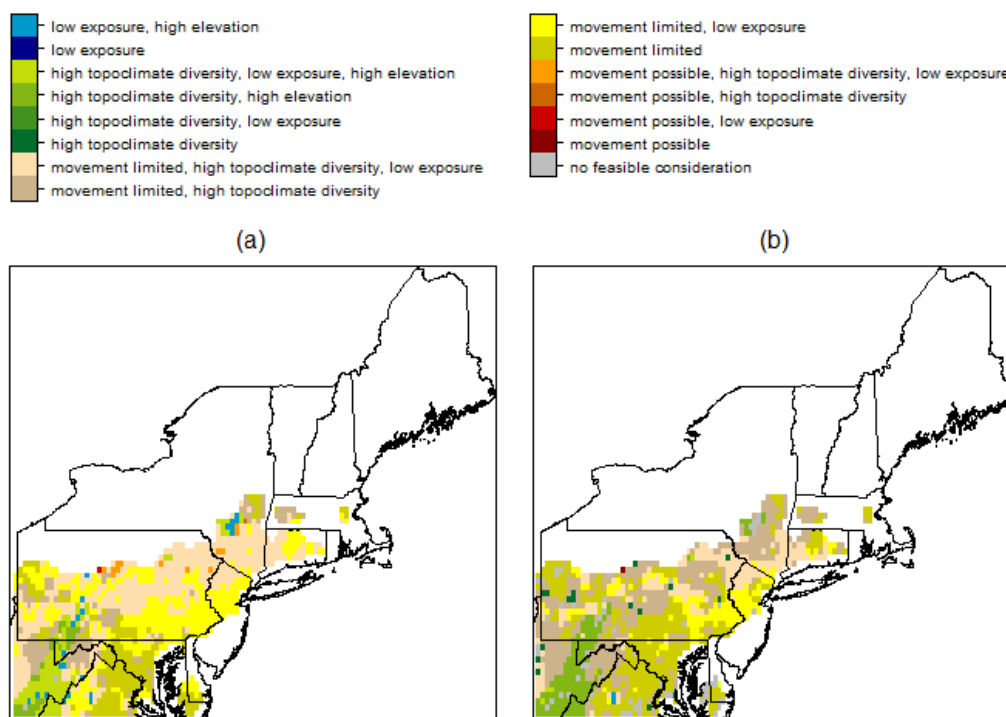 low exposure, high elevation
low exposure
high topoclimate diversity, low exposure, high elevation
high topoclimate diversity, high elevation
high topoclimate diversity, low exposure
high topoclimate diversity
movement limited, high topoclimate diversity, low exposure
movement limited, high topoclimate diversity
movement limited, low exposure
movement limited
movement possible, high topoclimate diversity, low exposure
movement possible, high topoclimate diversity
movement possible, low exposure
movement possible
no feasible consideration
(a)
(b)